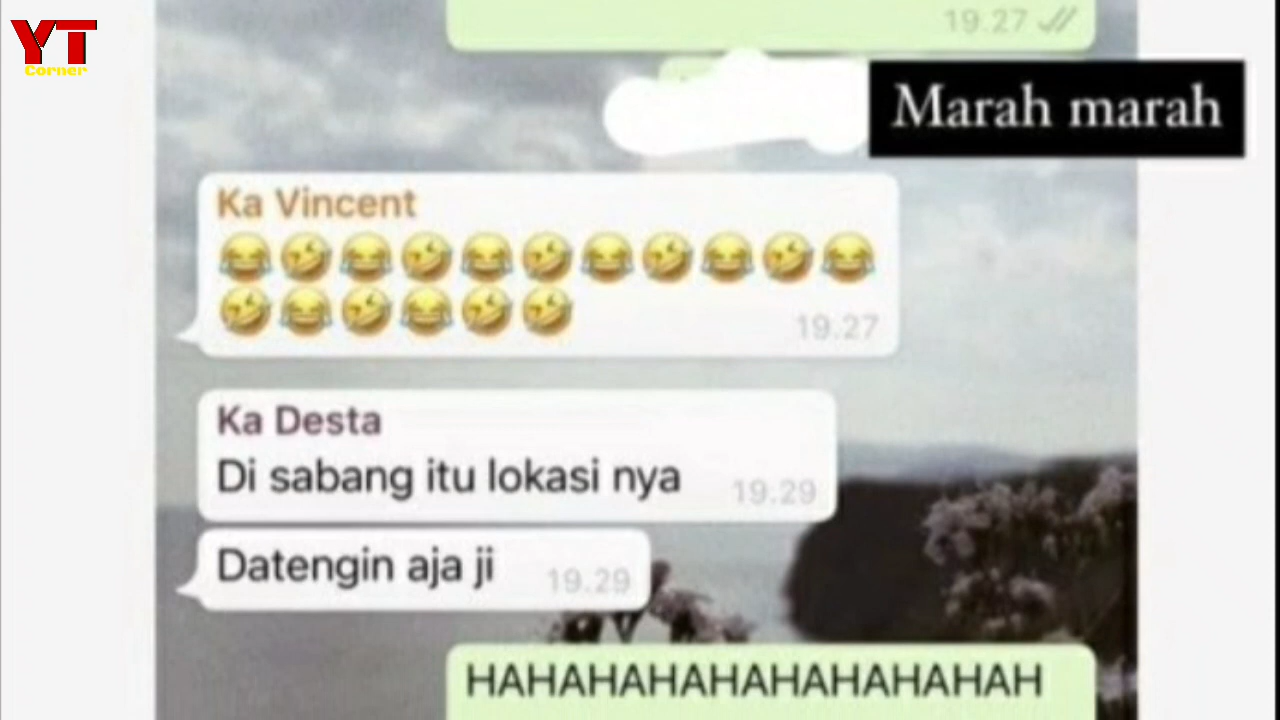 YT
Corner
19.27
Marah marah
Ka Vincent
😂🤣😂🤣😂🤣😂🤣😂🤣😂
🤣😂🤣😂🤣🤣
19.27
Ka Desta
Di sabang itu lokasi nya 19.29
Datengin aja ji 19.29
HAHAHAHAHAHAHAHAHAH